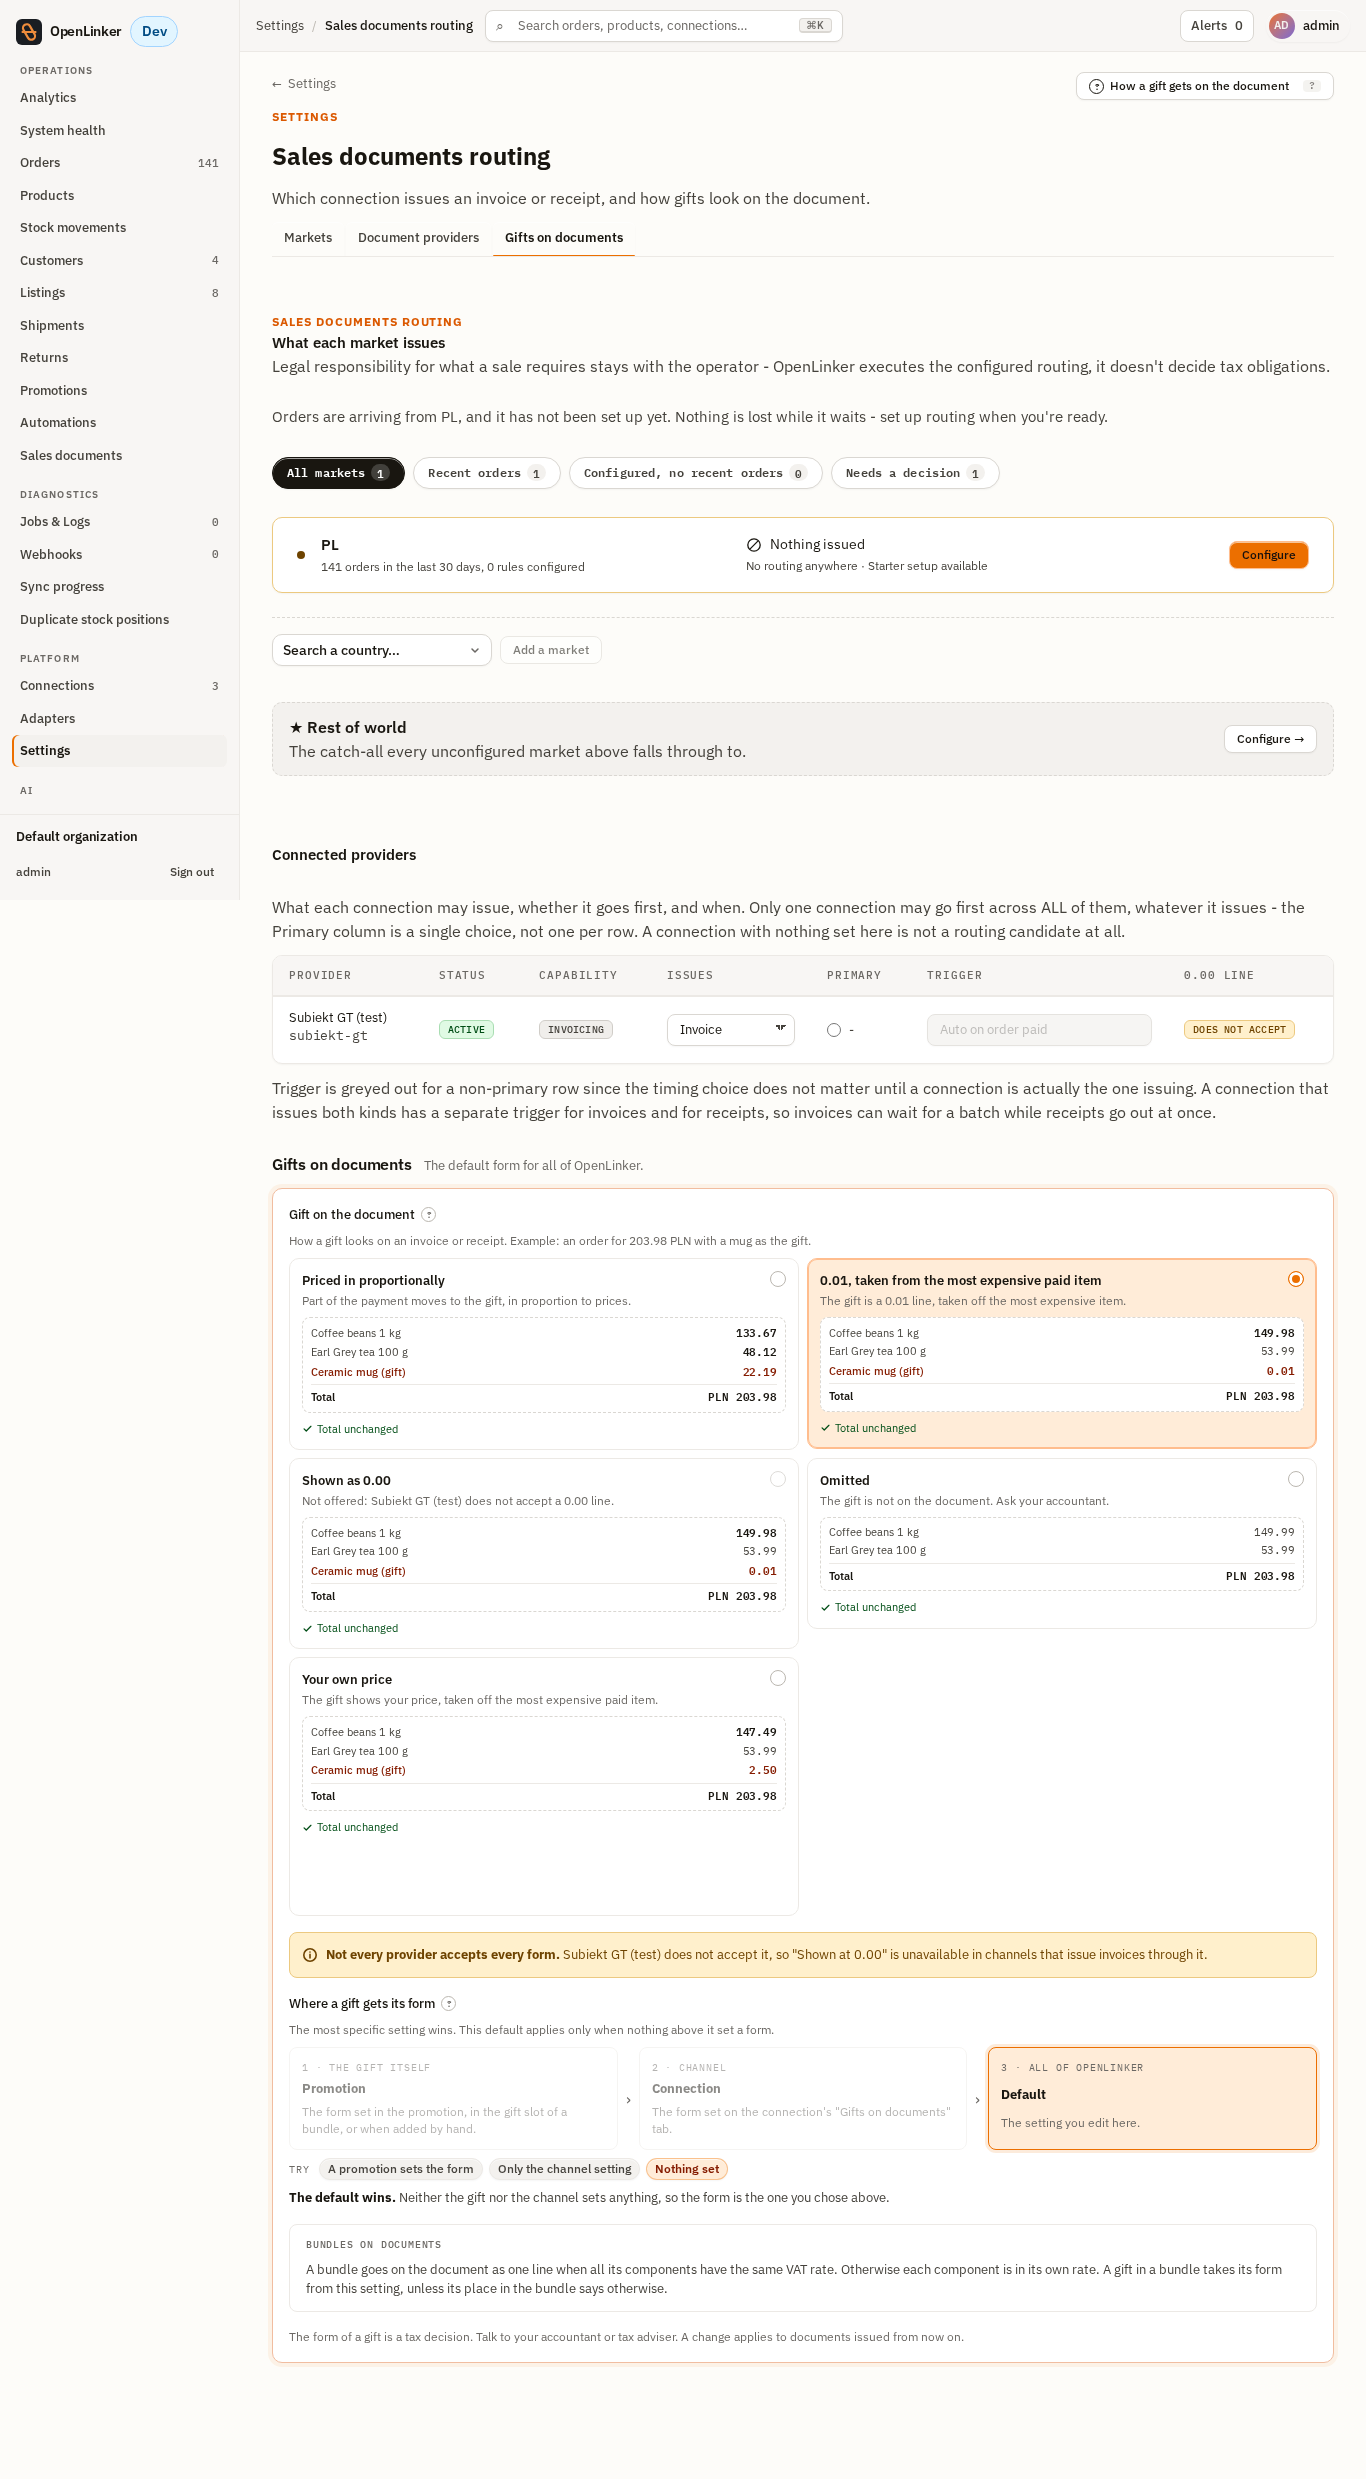 OpenLinker Dev
OPERATIONS
Analytics
System health
Orders 141
Products
Stock movements
Customers 4
Listings 8
Shipments
Returns
Promotions
Automations
Sales documents
DIAGNOSTICS
Jobs & Logs 0
Webhooks 0
Sync progress
Duplicate stock positions
PLATFORM
Connections 3
Adapters
Settings
AI
Default organization
admin Sign out
Settings / Sales documents routing
Search orders, products, connections... ⌘K
Alerts 0
AD admin
← Settings
? How a gift gets on the document ?
SETTINGS
Sales documents routing
Which connection issues an invoice or receipt, and how gifts look on the document.
Markets Document providers Gifts on documents
SALES DOCUMENTS ROUTING
What each market issues
Legal responsibility for what a sale requires stays with the operator - OpenLinker executes the configured routing, it doesn't decide tax obligations.
Orders are arriving from PL, and it has not been set up yet. Nothing is lost while it waits - set up routing when you're ready.
All markets 1 Recent orders 1 Configured, no recent orders 0 Needs a decision 1
PL
141 orders in the last 30 days, 0 rules configured
Nothing issued
No routing anywhere · Starter setup available
Configure
Search a country... Add a market
★ Rest of world
The catch-all every unconfigured market above falls through to.
Configure →
Connected providers
What each connection may issue, whether it goes first, and when. Only one connection may go first across ALL of them, whatever it issues - the
Primary column is a single choice, not one per row. A connection with nothing set here is not a routing candidate at all.
PROVIDER STATUS CAPABILITY ISSUES PRIMARY TRIGGER 0.00 LINE
Subiekt GT (test)
subiekt-gt
ACTIVE INVOICING Invoice - Auto on order paid DOES NOT ACCEPT
Trigger is greyed out for a non-primary row since the timing choice does not matter until a connection is actually the one issuing. A connection that
issues both kinds has a separate trigger for invoices and for receipts, so invoices can wait for a batch while receipts go out at once.
Gifts on documents The default form for all of OpenLinker.
Gift on the document ?
How a gift looks on an invoice or receipt. Example: an order for 203.98 PLN with a mug as the gift.
Priced in proportionally
Part of the payment moves to the gift, in proportion to prices.
Coffee beans 1 kg 133.67
Earl Grey tea 100 g 48.12
Ceramic mug (gift) 22.19
Total PLN 203.98
✓ Total unchanged
0.01, taken from the most expensive paid item
The gift is a 0.01 line, taken off the most expensive item.
Coffee beans 1 kg 149.98
Earl Grey tea 100 g 53.99
Ceramic mug (gift) 0.01
Total PLN 203.98
✓ Total unchanged
Shown as 0.00
Not offered: Subiekt GT (test) does not accept a 0.00 line.
Coffee beans 1 kg 149.98
Earl Grey tea 100 g 53.99
Ceramic mug (gift) 0.01
Total PLN 203.98
✓ Total unchanged
Omitted
The gift is not on the document. Ask your accountant.
Coffee beans 1 kg 149.99
Earl Grey tea 100 g 53.99
Total PLN 203.98
✓ Total unchanged
Your own price
The gift shows your price, taken off the most expensive paid item.
Coffee beans 1 kg 147.49
Earl Grey tea 100 g 53.99
Ceramic mug (gift) 2.50
Total PLN 203.98
✓ Total unchanged
Not every provider accepts every form. Subiekt GT (test) does not accept it, so "Shown at 0.00" is unavailable in channels that issue invoices through it.
Where a gift gets its form ?
The most specific setting wins. This default applies only when nothing above it set a form.
1 · THE GIFT ITSELF
Promotion
The form set in the promotion, in the gift slot of a
bundle, or when added by hand.
›
2 · CHANNEL
Connection
The form set on the connection's "Gifts on documents"
tab.
›
3 · ALL OF OPENLINKER
Default
The setting you edit here.
TRY A promotion sets the form Only the channel setting Nothing set
The default wins. Neither the gift nor the channel sets anything, so the form is the one you chose above.
BUNDLES ON DOCUMENTS
A bundle goes on the document as one line when all its components have the same VAT rate. Otherwise each component is in its own rate. A gift in a bundle takes its form
from this setting, unless its place in the bundle says otherwise.
The form of a gift is a tax decision. Talk to your accountant or tax adviser. A change applies to documents issued from now on.